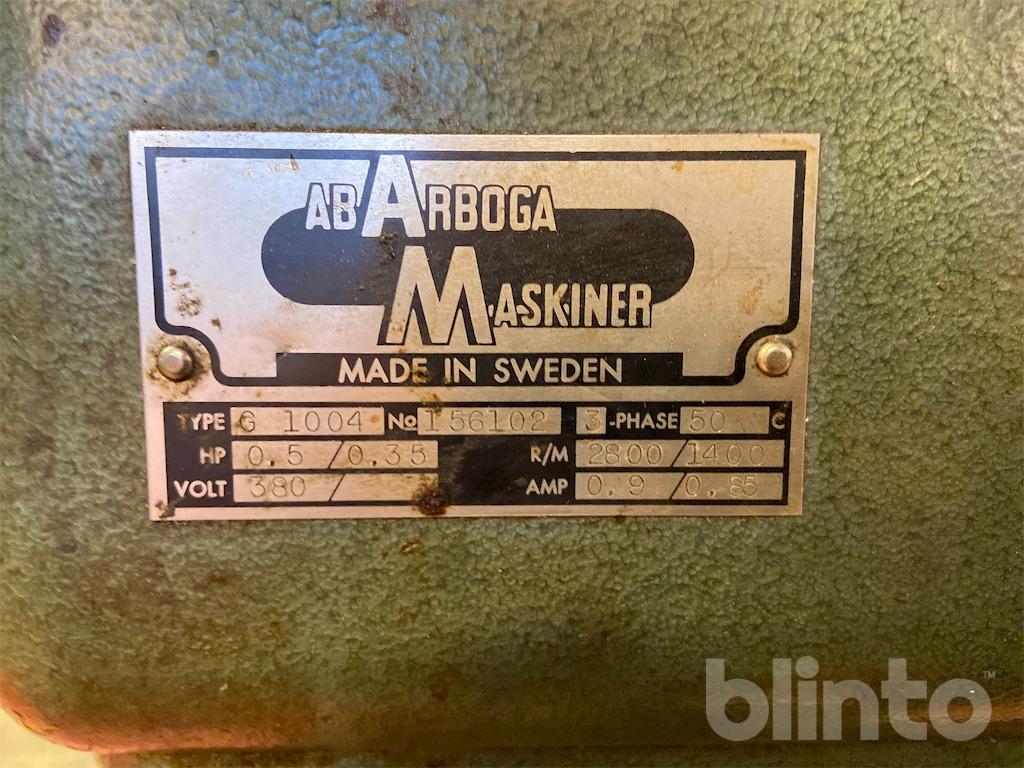 AB ARBOGA
MASKINER
MADE IN SWEDEN
TYPE G 1004 No 156102 3-PHASE 50 C
HP 0.5 / 0.35 R/M 2800 / 1400
VOLT 380 / AMP 0.9 / 0.85
blinto™